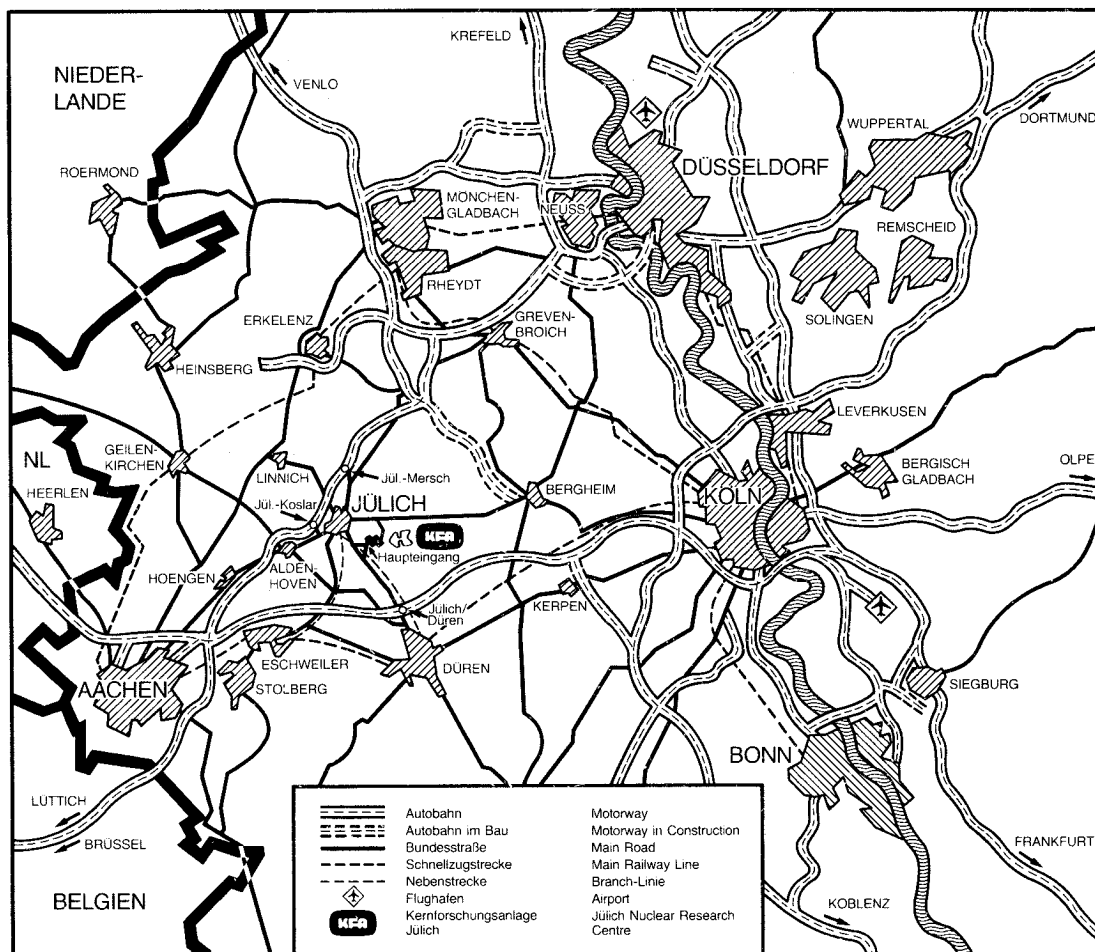 KREFELD
NIEDER-
LANDE
VENLO
DORTMUND
WUPPERTAL
DÜSSELDORF
ROERMOND
MÖNCHEN-
GLADBACH
NEUSS
REMSCHEID
RHEYDT
ERKELENZ
GREVEN-
BROICH
SOLINGEN
HEINSBERG
LEVERKUSEN
GEILEN-
KIRCHEN
NL
HEERLEN
LINNICH
Jül.-Mersch
BERGISCH
GLADBACH
OLPE
Jül.-Koslar
JÜLICH
BERGHEIM
KÖLN
KFA
Haupteingang
HOENGEN
ALDEN-
HOVEN
Jülich/
Düren
KERPEN
ESCHWEILER
DÜREN
AACHEN
STOLBERG
SIEGBURG
BONN
LÜTTICH
BRÜSSEL
FRANKFURT
BELGIEN
KOBLENZ
Autobahn Motorway
Autobahn im Bau Motorway in Construction
Bundesstraße Main Road
Schnellzugstrecke Main Railway Line
Nebenstrecke Branch-Linie
Flughafen Airport
KFA Kernforschungsanlage Jülich Nuclear Research
Jülich Centre